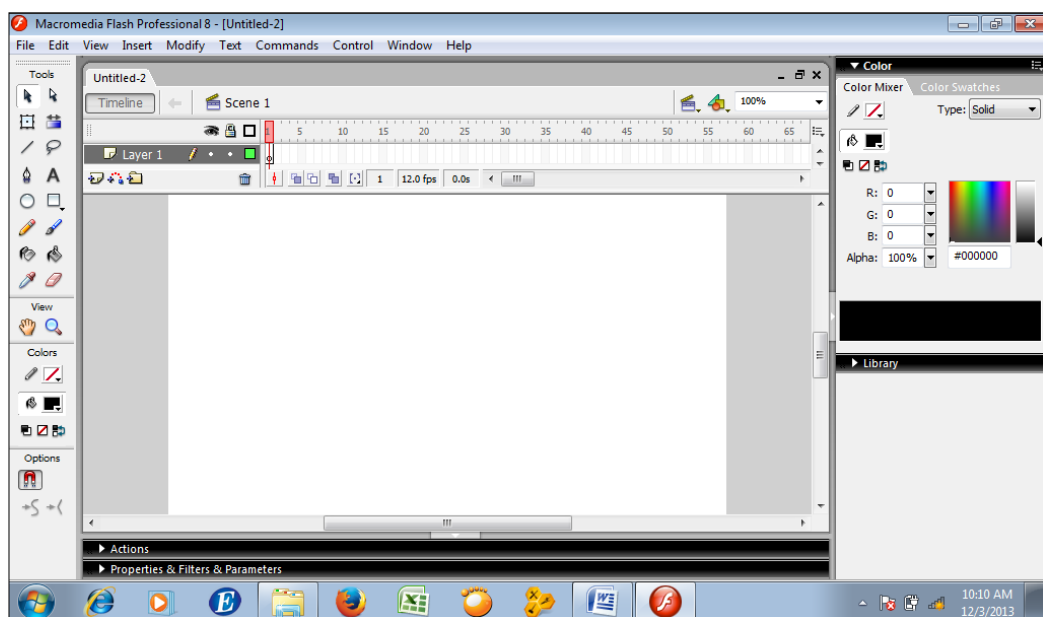 Macromedia Flash Professional 8 - [Untitled-2]
File Edit View Insert Modify Text Commands Control Window Help
Tools
A
View
Colors
Options
Untitled-2
Timeline Scene 1 100%
1 5 10 15 20 25 30 35 40 45 50 55 60 65
Layer 1
1 12.0 fps 0.0s
Actions
Properties & Filters & Parameters
Color
Color Mixer Color Swatches
Type: Solid
R: 0
G: 0
B: 0
Alpha: 100% #000000
Library
10:10 AM
12/3/2013